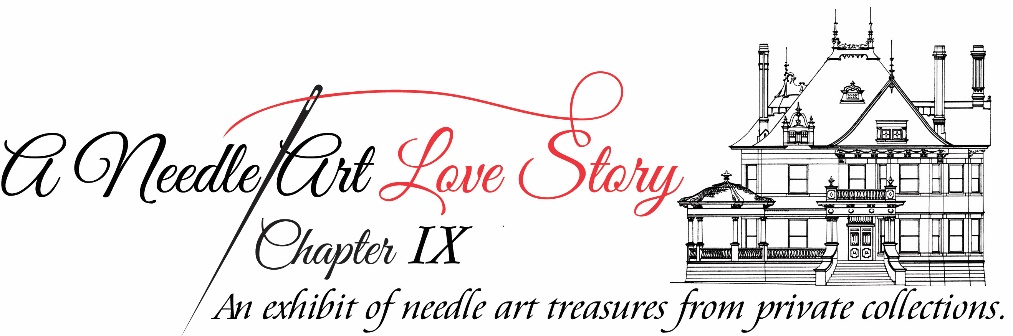 A Needle Art Love Story
Chapter IX
An exhibit of needle art treasures from private collections.